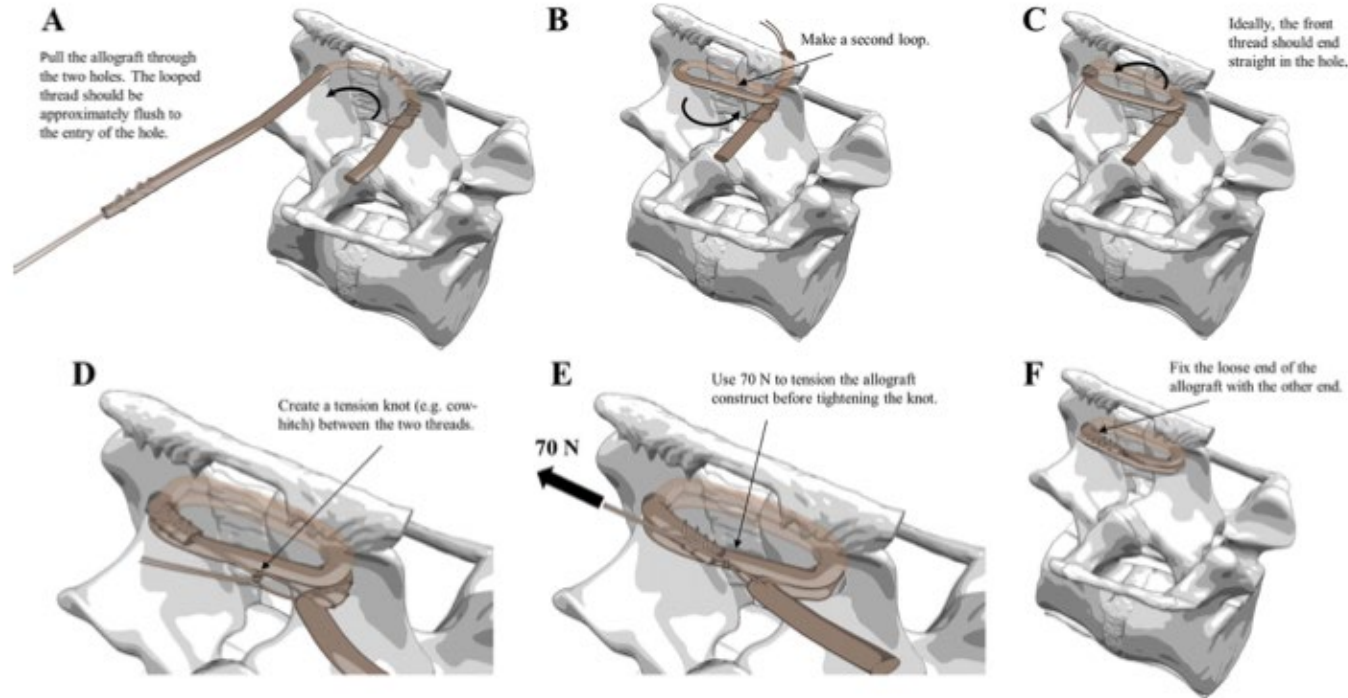 A
Pull the allograft through
the two holes. The looped
thread should be
approximately flush to
the entry of the hole.
B
Make a second loop.
C
Ideally, the front
thread should end
straight in the hole.
D
Create a tension knot (e.g. cow-
hitch) between the two threads.
E
Use 70 N to tension the allograft
construct before tightening the knot.
70 N
F
Fix the loose end of the
allograft with the other end.